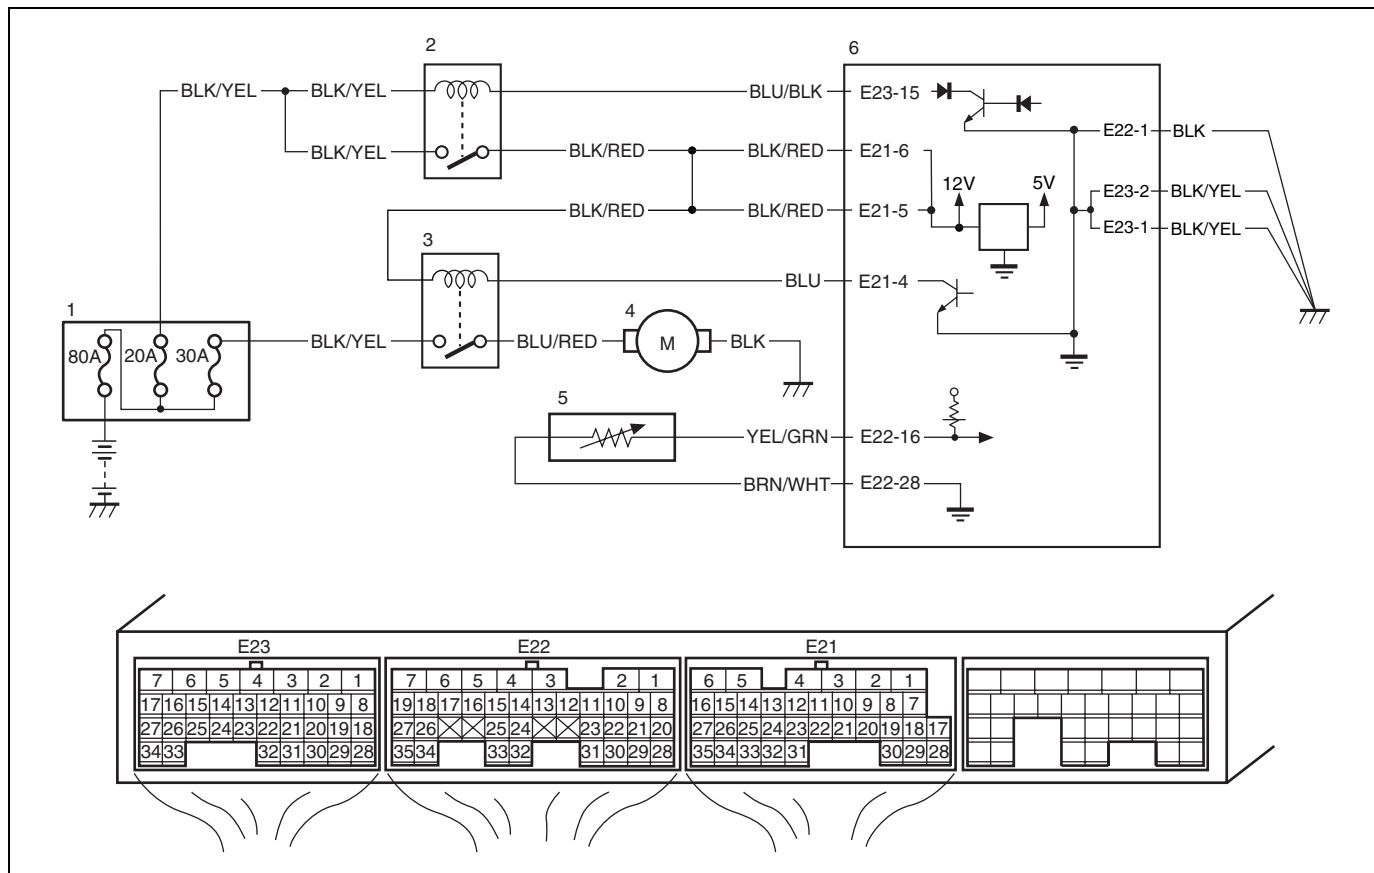 2 6
BLK/YEL BLK/YEL BLU/BLK E23-15
E22-1 BLK
BLK/YEL BLK/RED BLK/RED E21-6
12V 5V E23-2 BLK/YEL
BLK/RED BLK/RED E21-5
E23-1 BLK/YEL
3
BLU E21-4
1 4
BLK/YEL BLU/RED M BLK
80A 20A 30A
5
YEL/GRN E22-16
BRN/WHT E22-28
E23 E22 E21
7 6 5 4 3 2 1 7 6 5 4 3 2 1 6 5 4 3 2 1
17 16 15 14 13 12 11 10 9 8 19 18 17 16 15 14 13 12 11 10 9 8 16 15 14 13 12 11 10 9 8 7
27 26 25 24 23 22 21 20 19 18 27 26 25 24 23 22 21 20 27 26 25 24 23 22 21 20 19 18 17
34 33 32 31 30 29 28 35 34 33 32 31 30 29 28 35 34 33 32 31 30 29 28